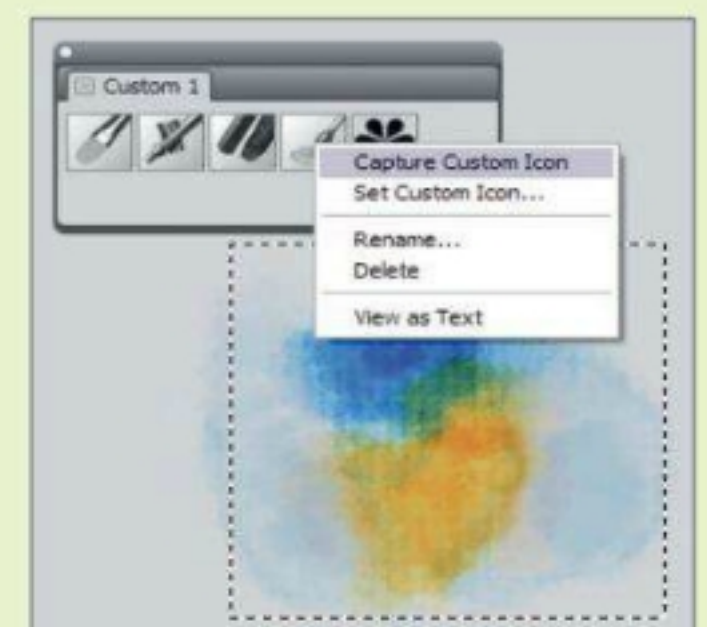 Custom 1
Capture Custom Icon
Set Custom Icon...
Rename...
Delete
View as Text